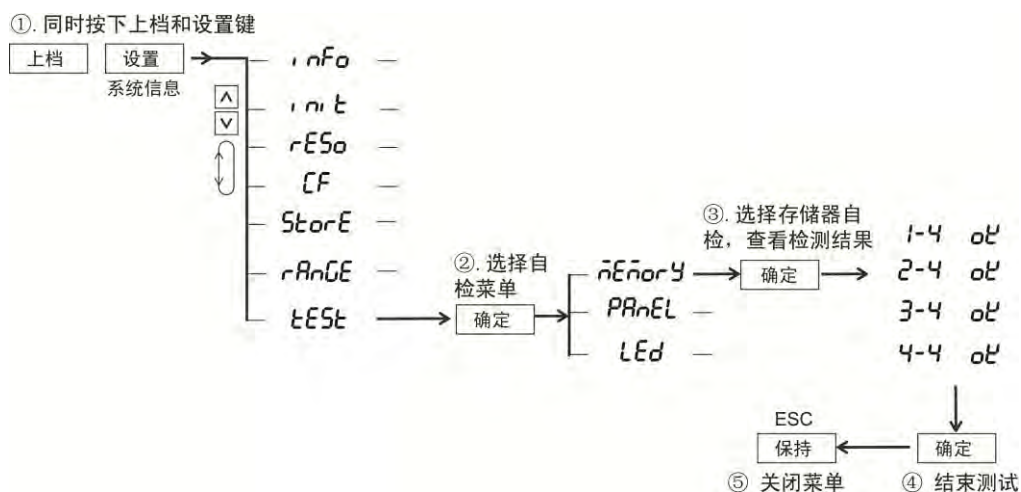 ①. 同时按下上档和设置键
上档 设置
系统信息
∧
∨
inFo
init
rESo
CF
StorE
rAnGE
tESt
②. 选择自
检菜单
确定
mEmorY
PAnEL
LEd
③. 选择存储器自
检，查看检测结果
确定
1-4 oK
2-4 oK
3-4 oK
4-4 oK
ESC
保持 确定
⑤ 关闭菜单 ④ 结束测试